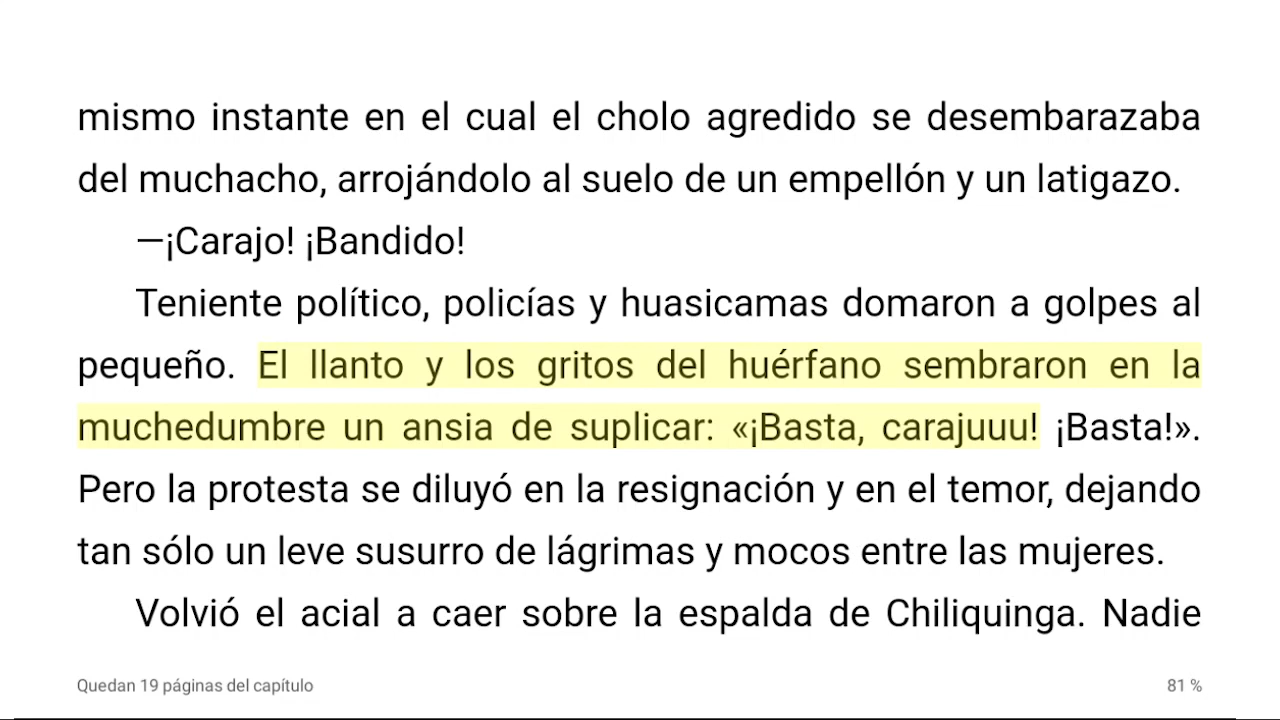 mismo instante en el cual el cholo agredido se desembarazaba
del muchacho, arrojándolo al suelo de un empellón y un latigazo.
—¡Carajo! ¡Bandido!
Teniente político, policías y huasicamas domaron a golpes al
pequeño. El llanto y los gritos del huérfano sembraron en la
muchedumbre un ansia de suplicar: «¡Basta, carajuuu! ¡Basta!».
Pero la protesta se diluyó en la resignación y en el temor, dejando
tan sólo un leve susurro de lágrimas y mocos entre las mujeres.
Volvió el acial a caer sobre la espalda de Chiliquinga. Nadie
Quedan 19 páginas del capítulo
81 %